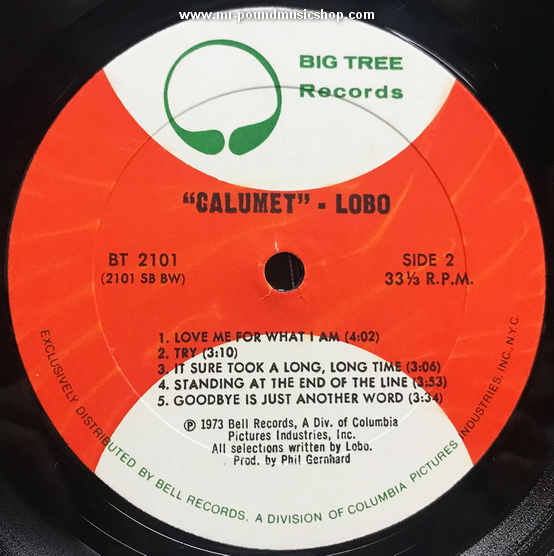 www.mr-poundmusicshop.com
BIG TREE
Records
"CALUMET" - LOBO
BT 2101
(2101 SB BW)
SIDE 2
33⅓ R.P.M.
1. LOVE ME FOR WHAT I AM (4:02)
2. TRY (3:10)
3. IT SURE TOOK A LONG, LONG TIME (3:06)
4. STANDING AT THE END OF THE LINE (3:53)
5. GOODBYE IS JUST ANOTHER WORD (3:34)
℗ 1973 Bell Records, A Div. of Columbia
Pictures Industries, Inc.
All selections written by Lobo.
Prod. by Phil Gernhard
EXCLUSIVELY DISTRIBUTED BY BELL RECORDS, A DIVISION OF COLUMBIA PICTURES INDUSTRIES, INC. N.Y.C.